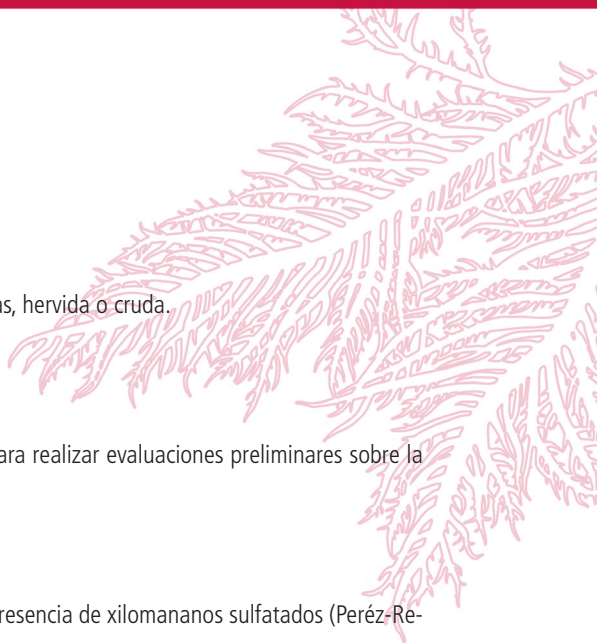 as, hervida o cruda.
ara realizar evaluaciones preliminares sobre la
resencia de xilomananos sulfatados (Peréz-Re-